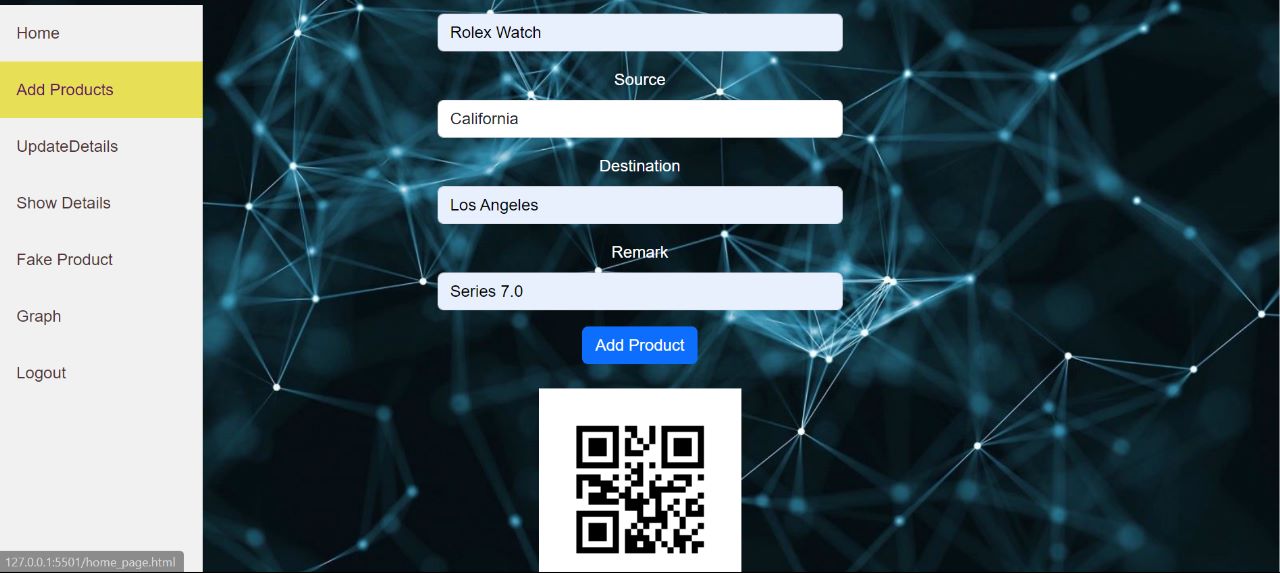 Home
Add Products
UpdateDetails
Show Details
Fake Product
Graph
Logout
Rolex Watch
Source
California
Destination
Los Angeles
Remark
Series 7.0
Add Product
127.0.0.1:5501/home_page.html